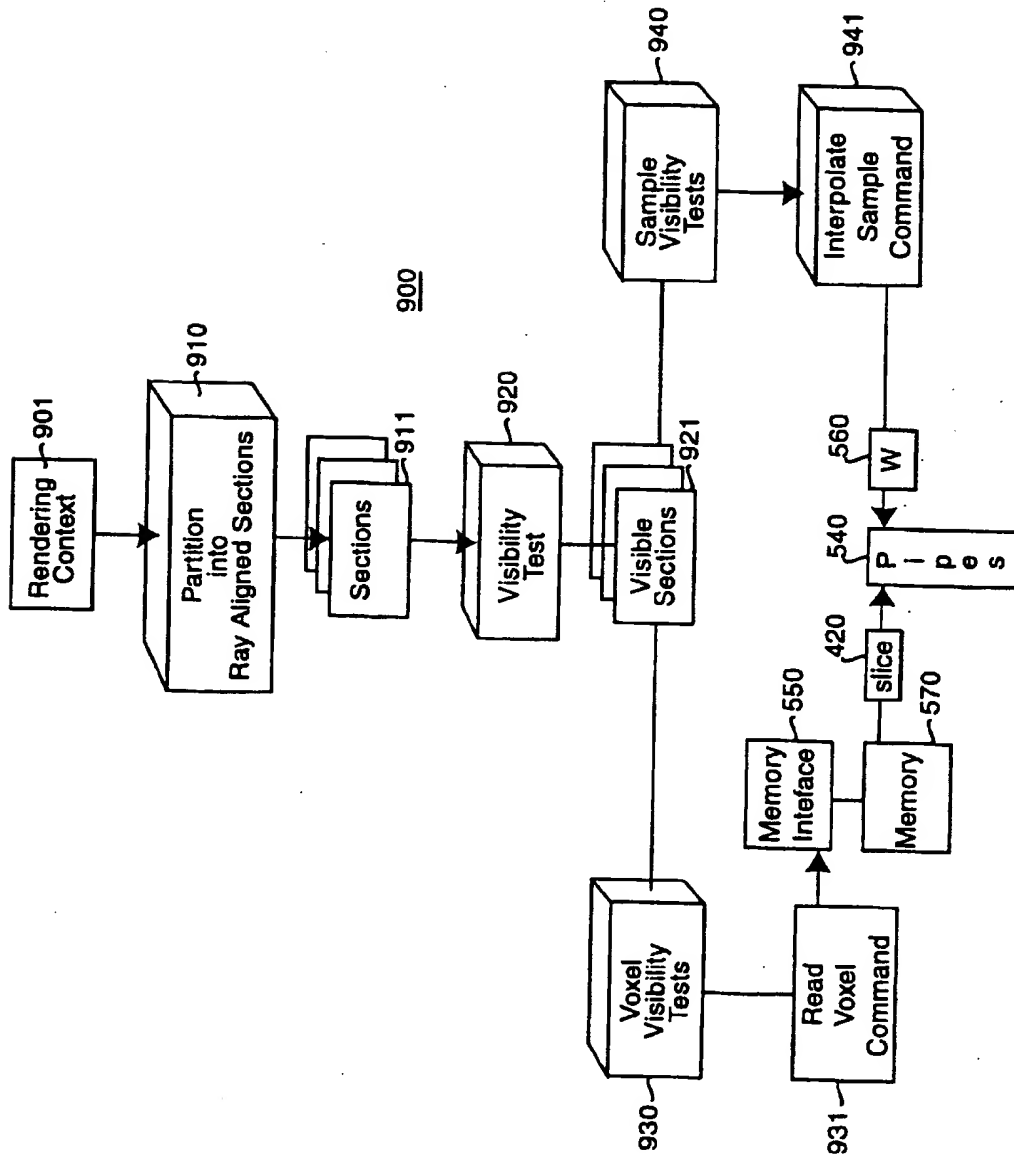 Rendering
Context
901
Partition
into
Ray Aligned Sections
910
Sections
911
900
Visibility
Test
920
Visible
Sections
921
Voxel
Visibility
Tests
930
Sample
Visibility
Tests
940
Read
Voxel
Command
931
Memory
Inteface
550
Memory
570
slice
420
Pipes
540
W
560
Interpolate
Sample
Command
941